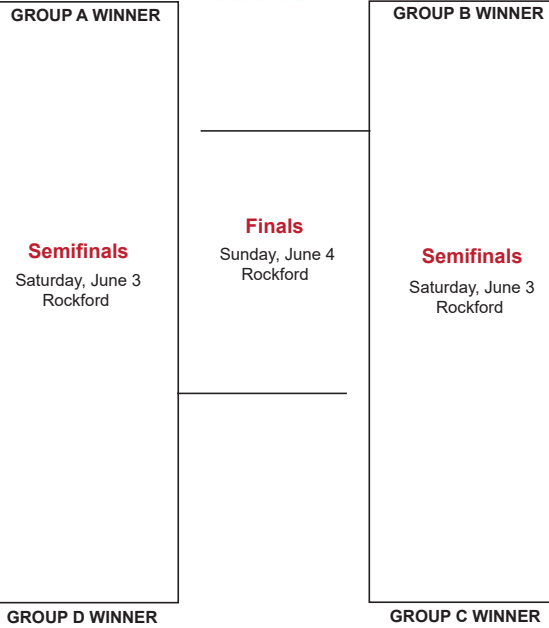 GROUP A WINNER
GROUP B WINNER
Finals
Sunday, June 4
Rockford
Semifinals
Saturday, June 3
Rockford
Semifinals
Saturday, June 3
Rockford
GROUP D WINNER
GROUP C WINNER